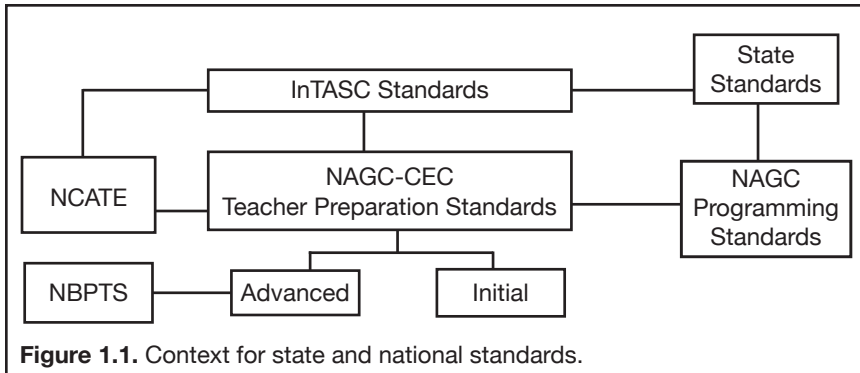 State
Standards
InTASC Standards
NCATE
NAGC-CEC
Teacher Preparation Standards
NAGC
Programming
Standards
NBPTS
Advanced
Initial
Figure 1.1. Context for state and national standards.